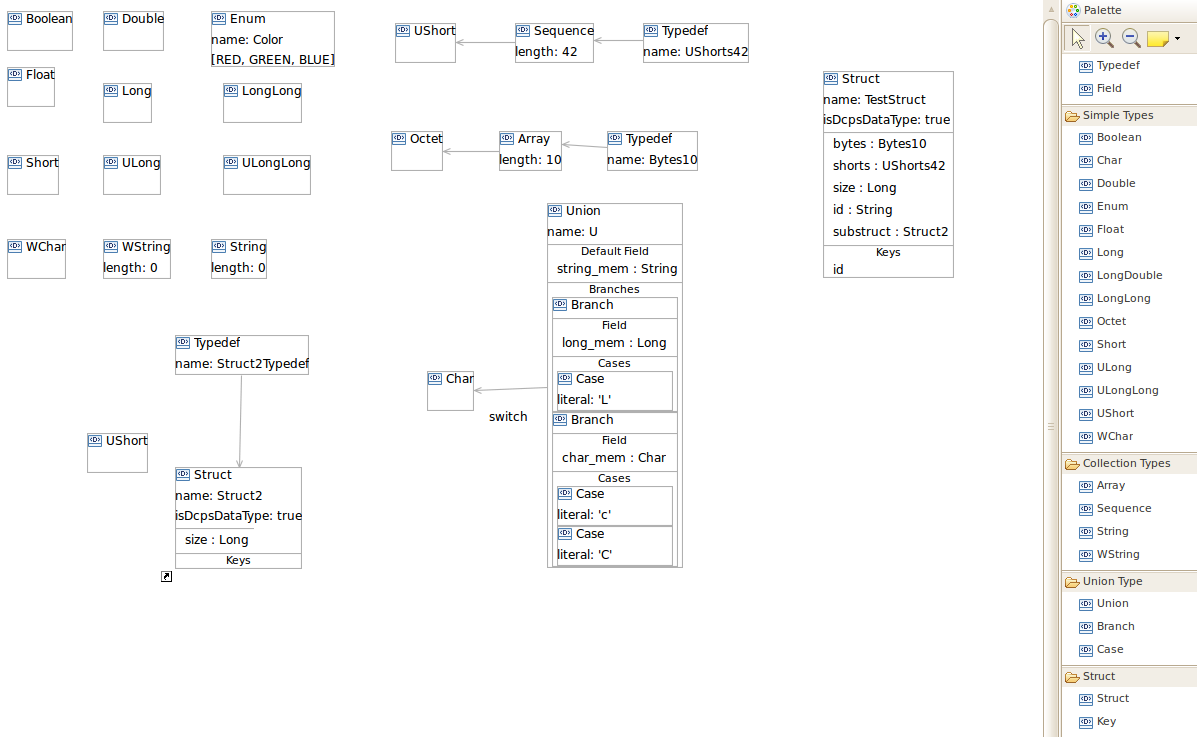 Boolean
Double
Enum
name: Color
[RED, GREEN, BLUE]
Float
Long
LongLong
Short
ULong
ULongLong
WChar
WString
length: 0
String
length: 0
UShort
Sequence
length: 42
Typedef
name: UShorts42
Octet
Array
length: 10
Typedef
name: Bytes10
Struct
name: TestStruct
isDcpsDataType: true
bytes : Bytes10
shorts : UShorts42
size : Long
id : String
substruct : Struct2
Keys
id
Union
name: U
Default Field
string_mem : String
Branches
Branch
Field
long_mem : Long
Cases
Case
literal: 'L'
Branch
Field
char_mem : Char
Cases
Case
literal: 'c'
Case
literal: 'C'
Char
switch
Typedef
name: Struct2Typedef
UShort
Struct
name: Struct2
isDcpsDataType: true
size : Long
Keys
Palette
Typedef
Field
Simple Types
Boolean
Char
Double
Enum
Float
Long
LongDouble
LongLong
Octet
Short
ULong
ULongLong
UShort
WChar
Collection Types
Array
Sequence
String
WString
Union Type
Union
Branch
Case
Struct
Struct
Key